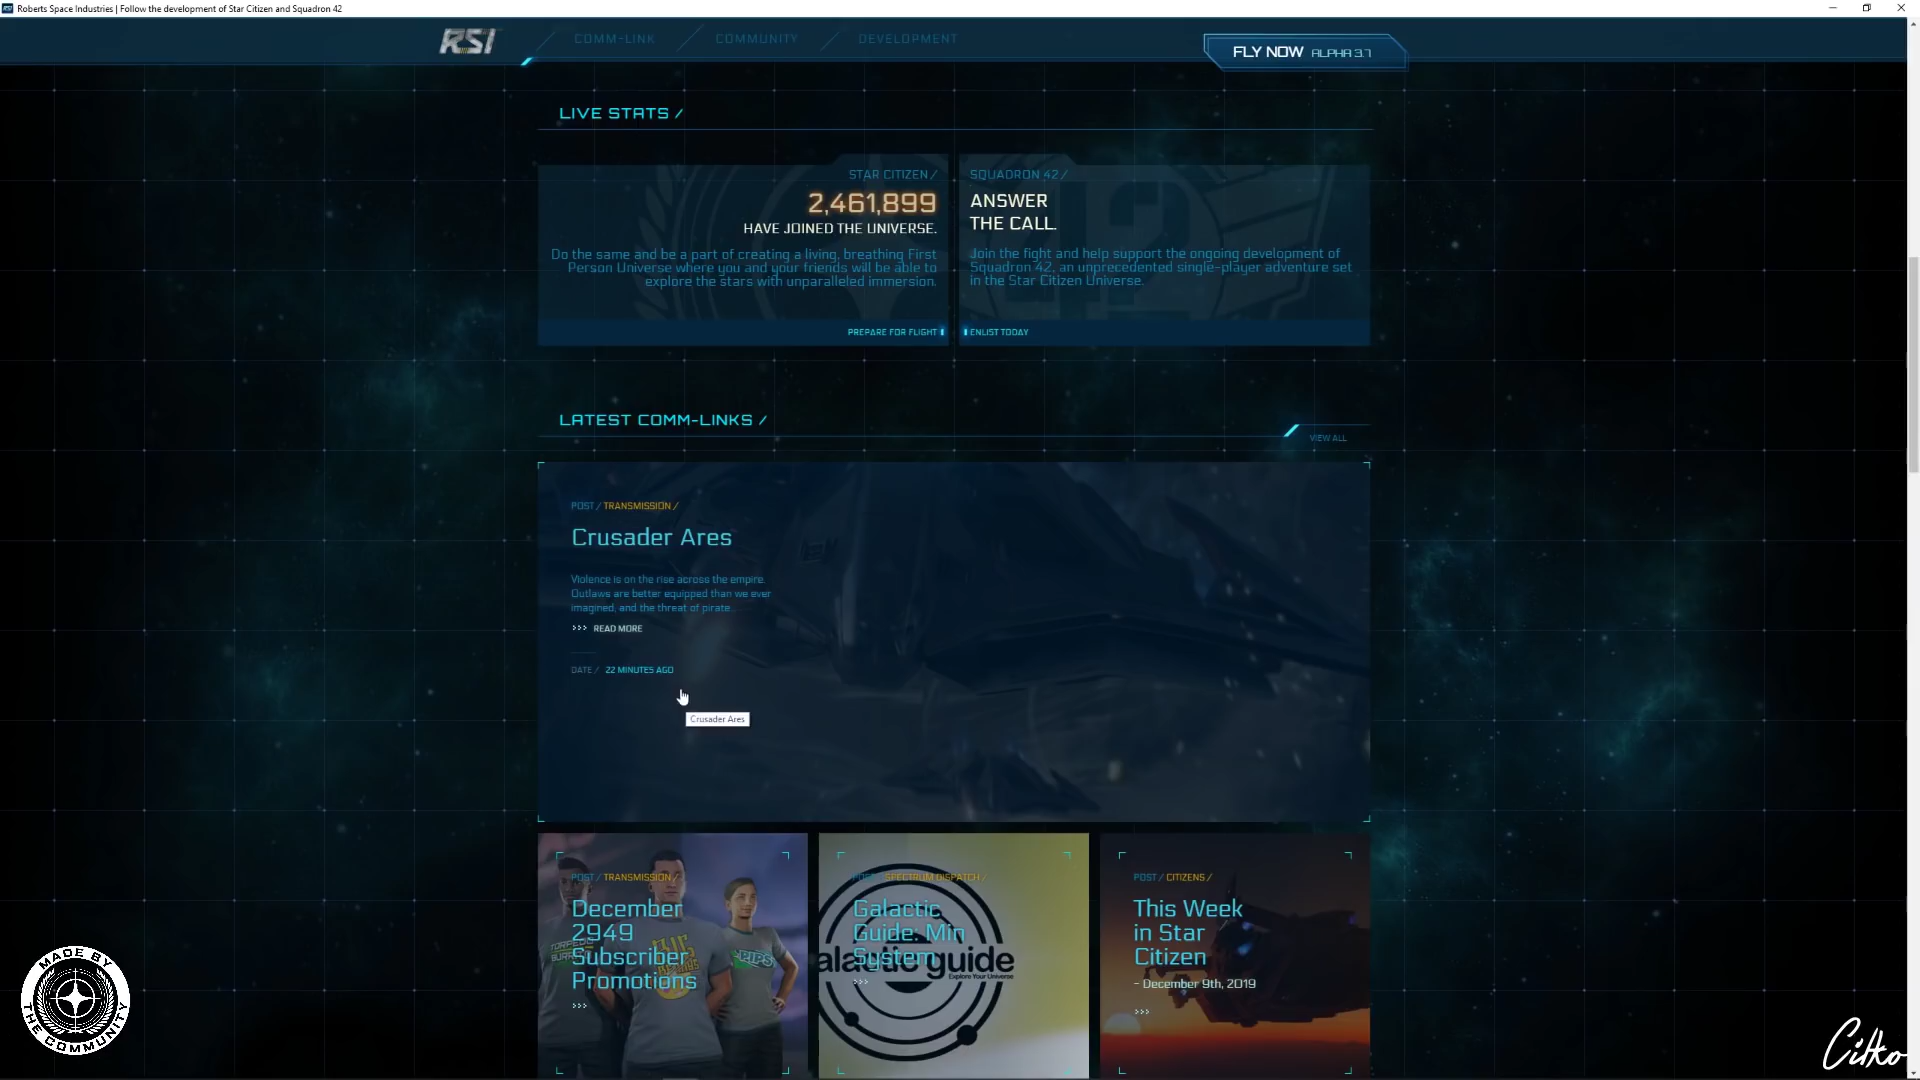 Roberts Space Industries | Follow the development of Star Citizen and Squadron 42
RSI
COMM-LINK
COMMUNITY
DEVELOPMENT
FLY NOW ALPHA 3.7
LIVE STATS /
STAR CITIZEN /
2,461,899
HAVE JOINED THE UNIVERSE.
Do the same and be a part of creating a living, breathing First
Person Universe where you and your friends will be able to
explore the stars with unparalleled immersion.
PREPARE FOR FLIGHT
SQUADRON 42 /
ANSWER
THE CALL.
Join the fight and help support the ongoing development of
Squadron 42, an unprecedented single-player adventure set
in the Star Citizen Universe.
ENLIST TODAY
LATEST COMM-LINKS /
VIEW ALL
POST / TRANSMISSION /
Crusader Ares
Violence is on the rise across the empire.
Outlaws are better equipped than we ever
imagined, and the threat of pirate...
>>> READ MORE
DATE / 22 MINUTES AGO
Crusader Ares
POST / TRANSMISSION /
December
2949
Subscriber
Promotions
>>>
RIPS
POST / SPECTRUM DISPATCH /
Galactic
Guide: Min
System
>>>
alactic guide
Explore Your Universe
POST / CITIZENS /
This Week
in Star
Citizen
- December 9th, 2019
>>>
MADE BY
THE COMMUNITY